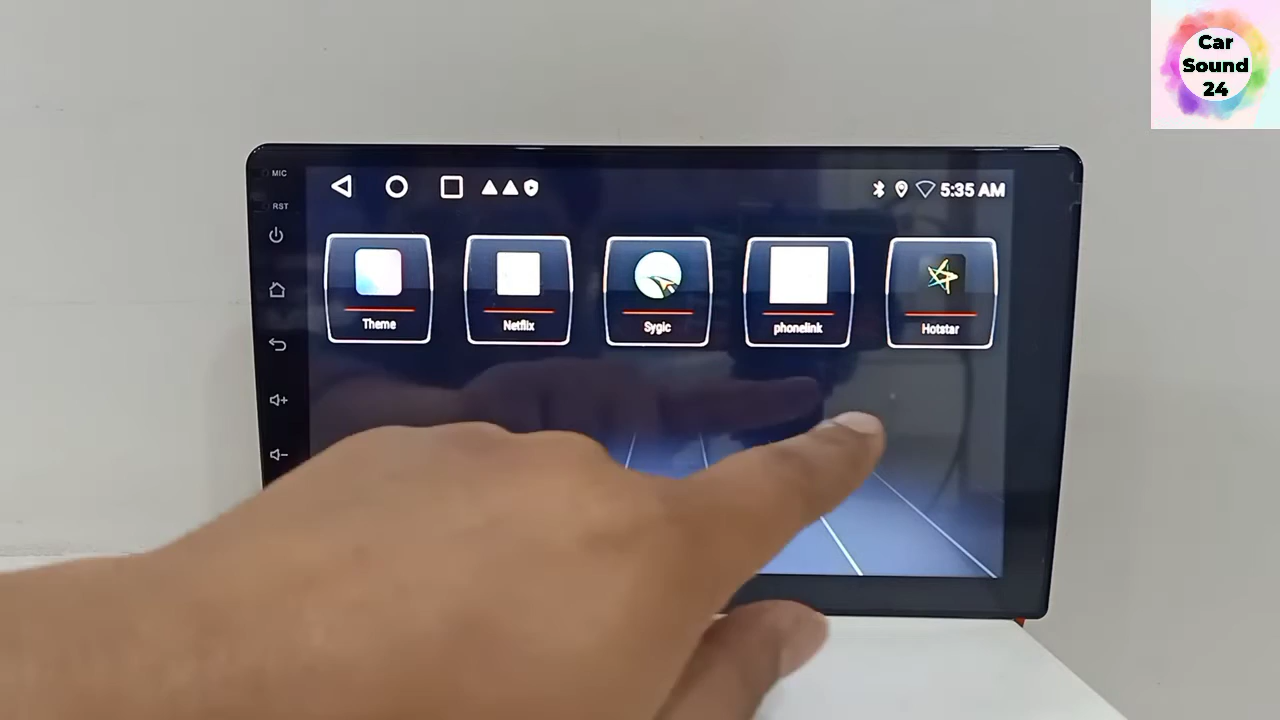 Car
Sound
24
MIC
RST
5:35 AM
Theme
Netflix
Sygic
phonelink
Hotstar